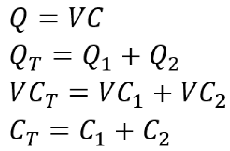 Q = VC
Q_T = Q_1 + Q_2
VC_T = VC_1 + VC_2
C_T = C_1 + C_2